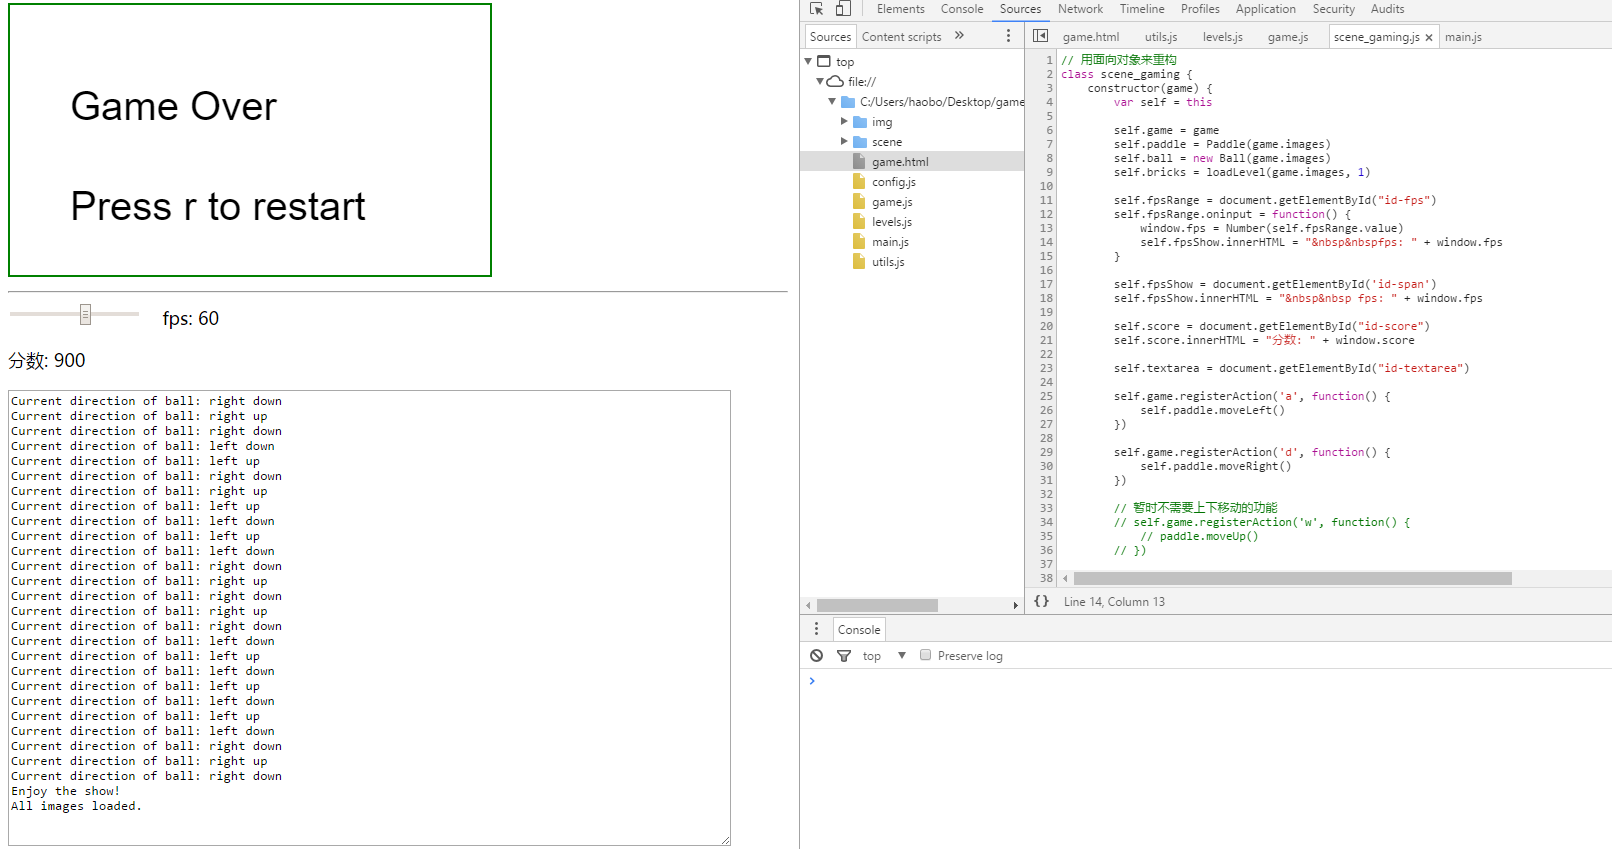 Game Over
Press r to restart
fps: 60
分数: 900
Current direction of ball: right down
Current direction of ball: right up
Current direction of ball: right down
Current direction of ball: left down
Current direction of ball: left up
Current direction of ball: right down
Current direction of ball: right up
Current direction of ball: left up
Current direction of ball: left down
Current direction of ball: left up
Current direction of ball: left down
Current direction of ball: right down
Current direction of ball: right up
Current direction of ball: right down
Current direction of ball: right up
Current direction of ball: right down
Current direction of ball: left down
Current direction of ball: left up
Current direction of ball: left down
Current direction of ball: left up
Current direction of ball: left down
Current direction of ball: left up
Current direction of ball: left down
Current direction of ball: right down
Current direction of ball: right up
Current direction of ball: right down
Enjoy the show!
All images loaded.
Elements Console Sources Network Timeline Profiles Application Security Audits
Sources Content scripts »
top
file://
C:/Users/haobo/Desktop/game
img
scene
game.html
config.js
game.js
levels.js
main.js
utils.js
game.html utils.js levels.js game.js scene_gaming.js × main.js
1 // 用面向对象来重构
2 class scene_gaming {
3 constructor(game) {
4 var self = this
5
6 self.game = game
7 self.paddle = Paddle(game.images)
8 self.ball = new Ball(game.images)
9 self.bricks = loadLevel(game.images, 1)
10
11 self.fpsRange = document.getElementById("id-fps")
12 self.fpsRange.oninput = function() {
13 window.fps = Number(self.fpsRange.value)
14 self.fpsShow.innerHTML = "&nbsp&nbspfps: " + window.fps
15 }
16
17 self.fpsShow = document.getElementById('id-span')
18 self.fpsShow.innerHTML = "&nbsp&nbsp fps: " + window.fps
19
20 self.score = document.getElementById("id-score")
21 self.score.innerHTML = "分数: " + window.score
22
23 self.textarea = document.getElementById("id-textarea")
24
25 self.game.registerAction('a', function() {
26 self.paddle.moveLeft()
27 })
28
29 self.game.registerAction('d', function() {
30 self.paddle.moveRight()
31 })
32
33 // 暂时不需要上下移动的功能
34 // self.game.registerAction('w', function() {
35 // paddle.moveUp()
36 // })
37
38
{} Line 14, Column 13
Console
top ▼ Preserve log
>